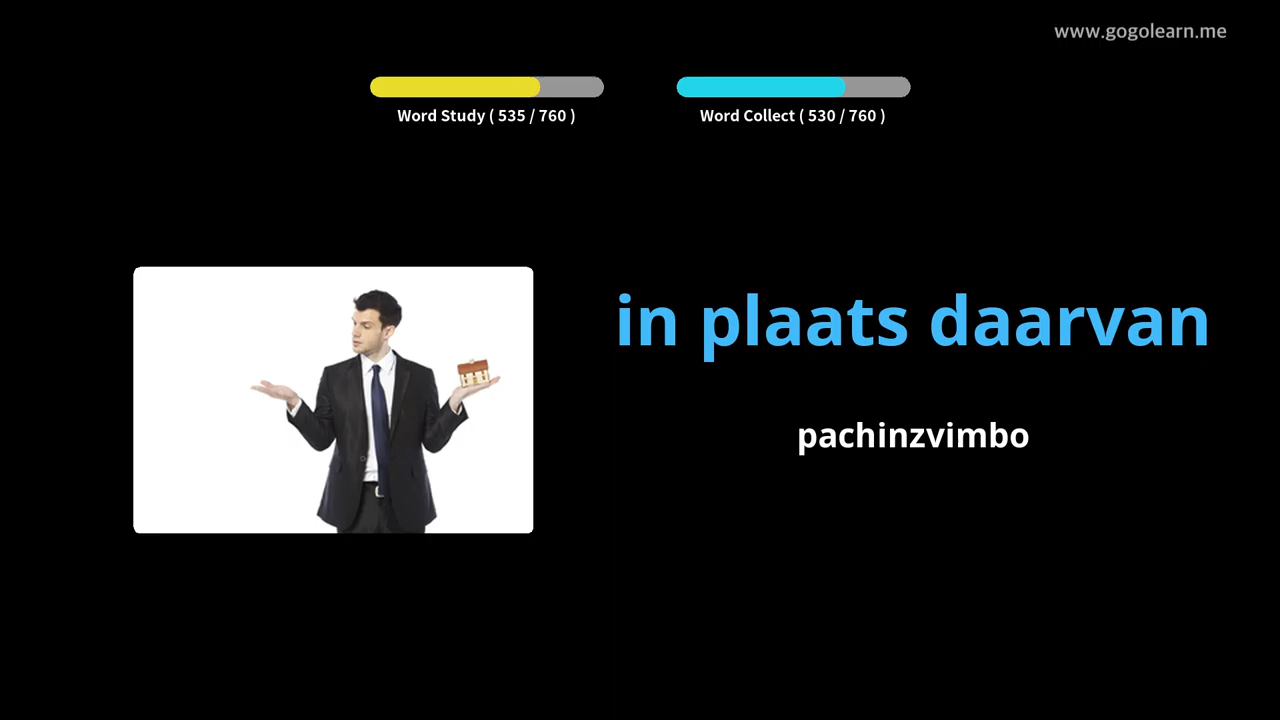 www.gogolearn.me
Word Study ( 535 / 760 )
Word Collect ( 530 / 760 )
in plaats daarvan
pachinzvimbo